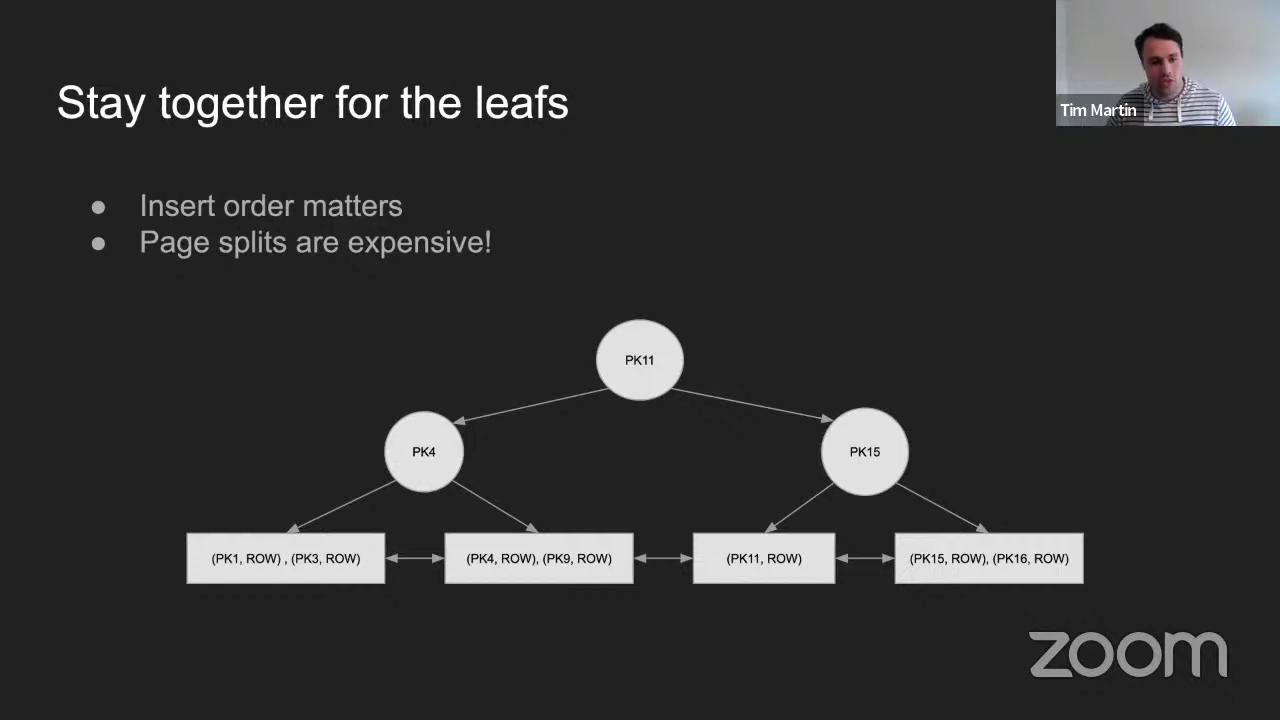 Stay together for the leafs
Tim Martin
● Insert order matters
● Page splits are expensive!
PK11
PK4
PK15
(PK1, ROW) , (PK3, ROW)
(PK4, ROW), (PK9, ROW)
(PK11, ROW)
(PK15, ROW), (PK16, ROW)
zoom